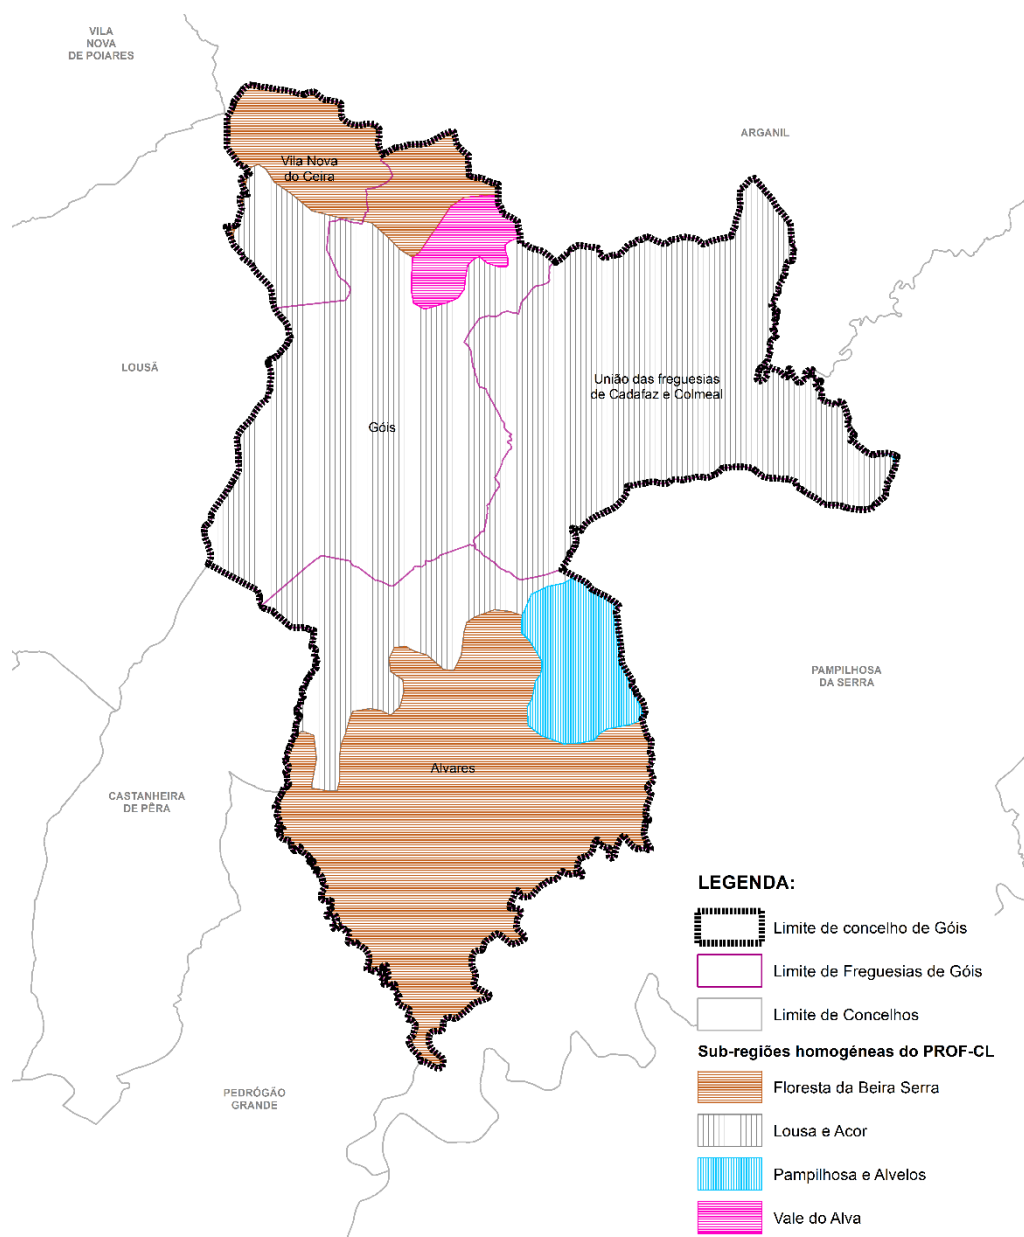 VILA
NOVA
DE POIARES
ARGANIL
Vila Nova
do Ceira
LOUSÃ
União das freguesias
de Cadafaz e Colmeal
Góis
PAMPILHOSA
DA SERRA
Alvares
CASTANHEIRA
DE PÊRA
PEDRÓGÃO
GRANDE
LEGENDA:
Limite de concelho de Góis
Limite de Freguesias de Góis
Limite de Concelhos
Sub-regiões homogéneas do PROF-CL
Floresta da Beira Serra
Lousa e Acor
Pampilhosa e Alvelos
Vale do Alva